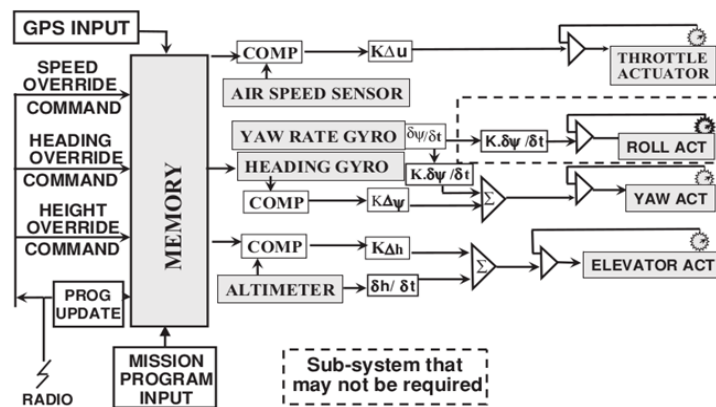 GPS INPUT
SPEED
OVERRIDE
COMMAND
HEADING
OVERRIDE
COMMAND
HEIGHT
OVERRIDE
COMMAND
PROG
UPDATE
RADIO
MEMORY
MISSION
PROGRAM
INPUT
COMP
KΔu
THROTTLE
ACTUATOR
AIR SPEED SENSOR
YAW RATE GYRO
δψ/δt
K.δψ/δt
ROLL ACT
HEADING GYRO
K.δψ/δt
COMP
KΔψ
Σ
YAW ACT
COMP
KΔh
Σ
ELEVATOR ACT
ALTIMETER
δh/ δt
Sub-system that
may not be required